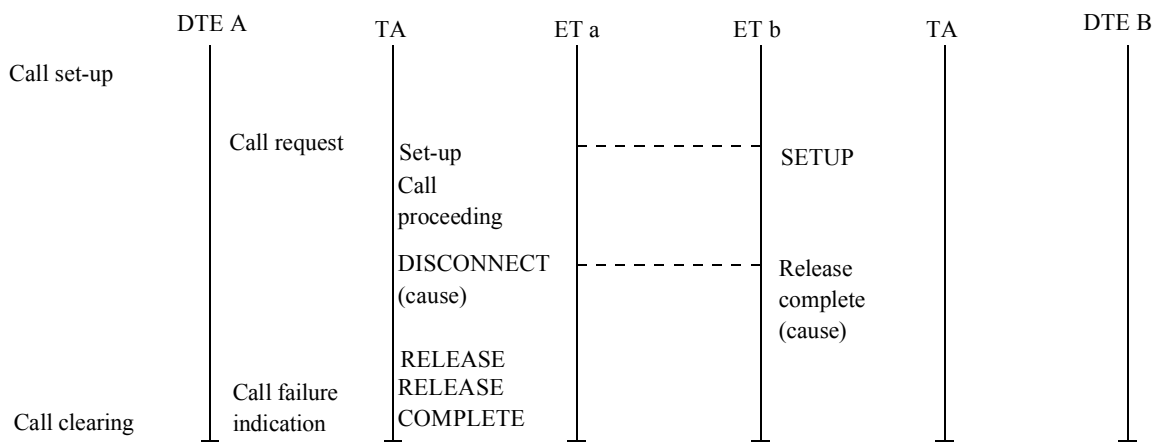 DTE A
TA
ET a
ET b
TA
DTE B
Call set-up
Call request
Set-up
Call
proceeding
SETUP
DISCONNECT
(cause)
Release
complete
(cause)
RELEASE
RELEASE
COMPLETE
Call failure
indication
Call clearing